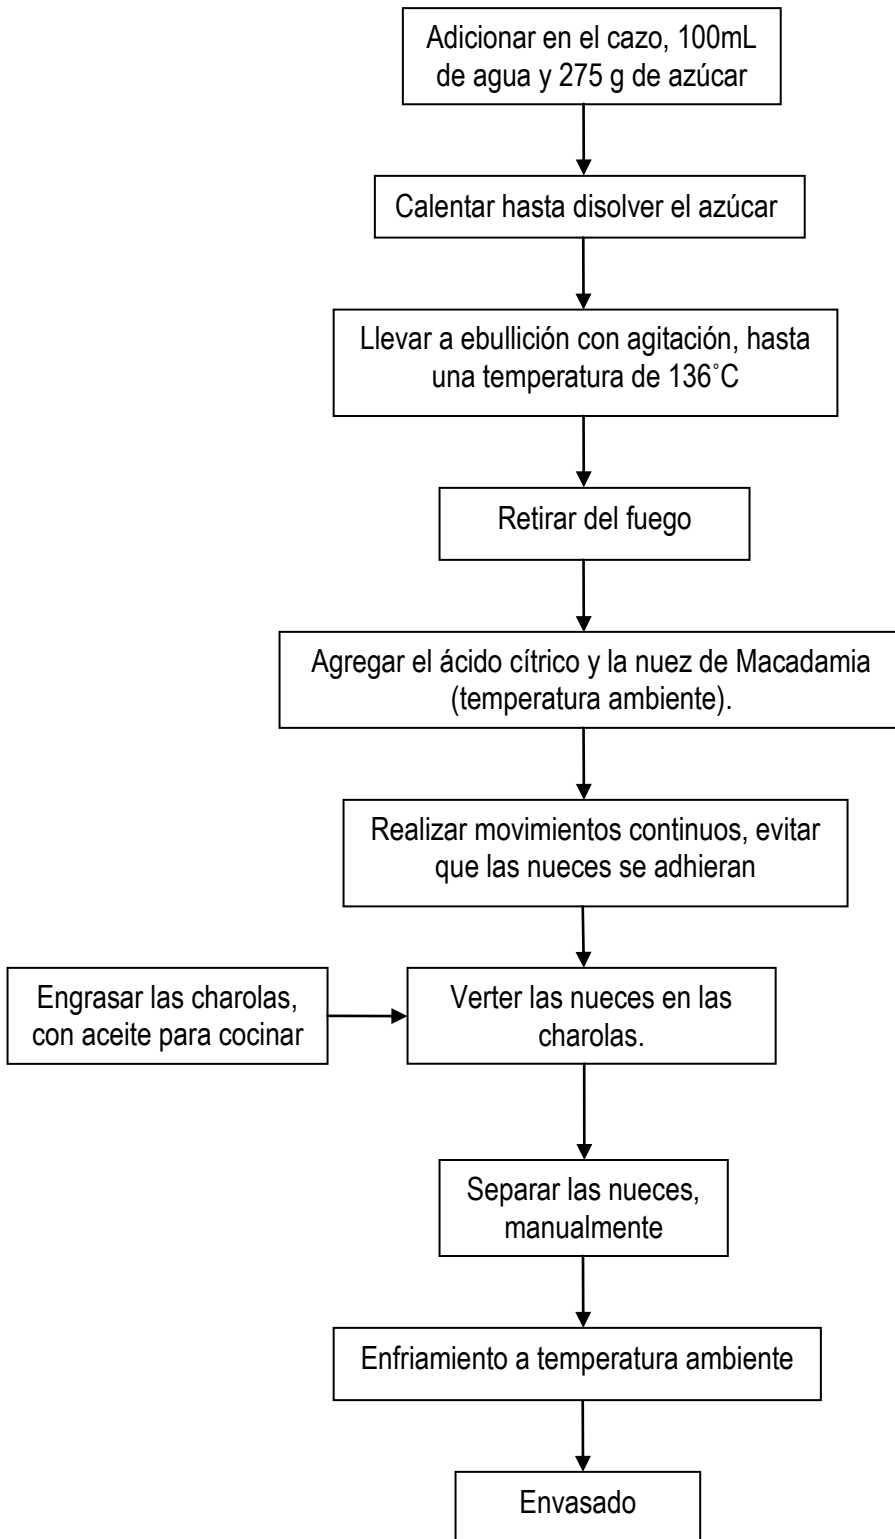 Adicionar en el cazo, 100mL
de agua y 275 g de azúcar
Calentar hasta disolver el azúcar
Llevar a ebullición con agitación, hasta
una temperatura de 136˚C
Retirar del fuego
Agregar el ácido cítrico y la nuez de Macadamia
(temperatura ambiente).
Realizar movimientos continuos, evitar
que las nueces se adhieran
Engrasar las charolas,
con aceite para cocinar
Verter las nueces en las
charolas.
Separar las nueces,
manualmente
Enfriamiento a temperatura ambiente
Envasado